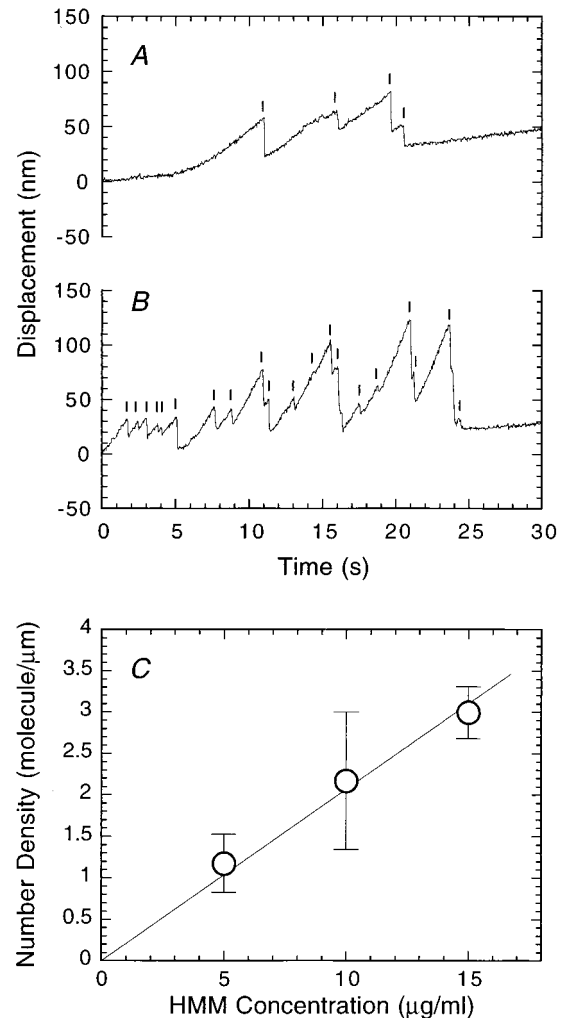 150
A
100
50
0
-50
Displacement (nm)
150
B
100
50
0
-50
0 5 10 15 20 25 30
Time (s)
4
C
3.5
3
2.5
2
1.5
1
0.5
0
Number Density (molecule/μm)
0 5 10 15
HMM Concentration (μg/ml)